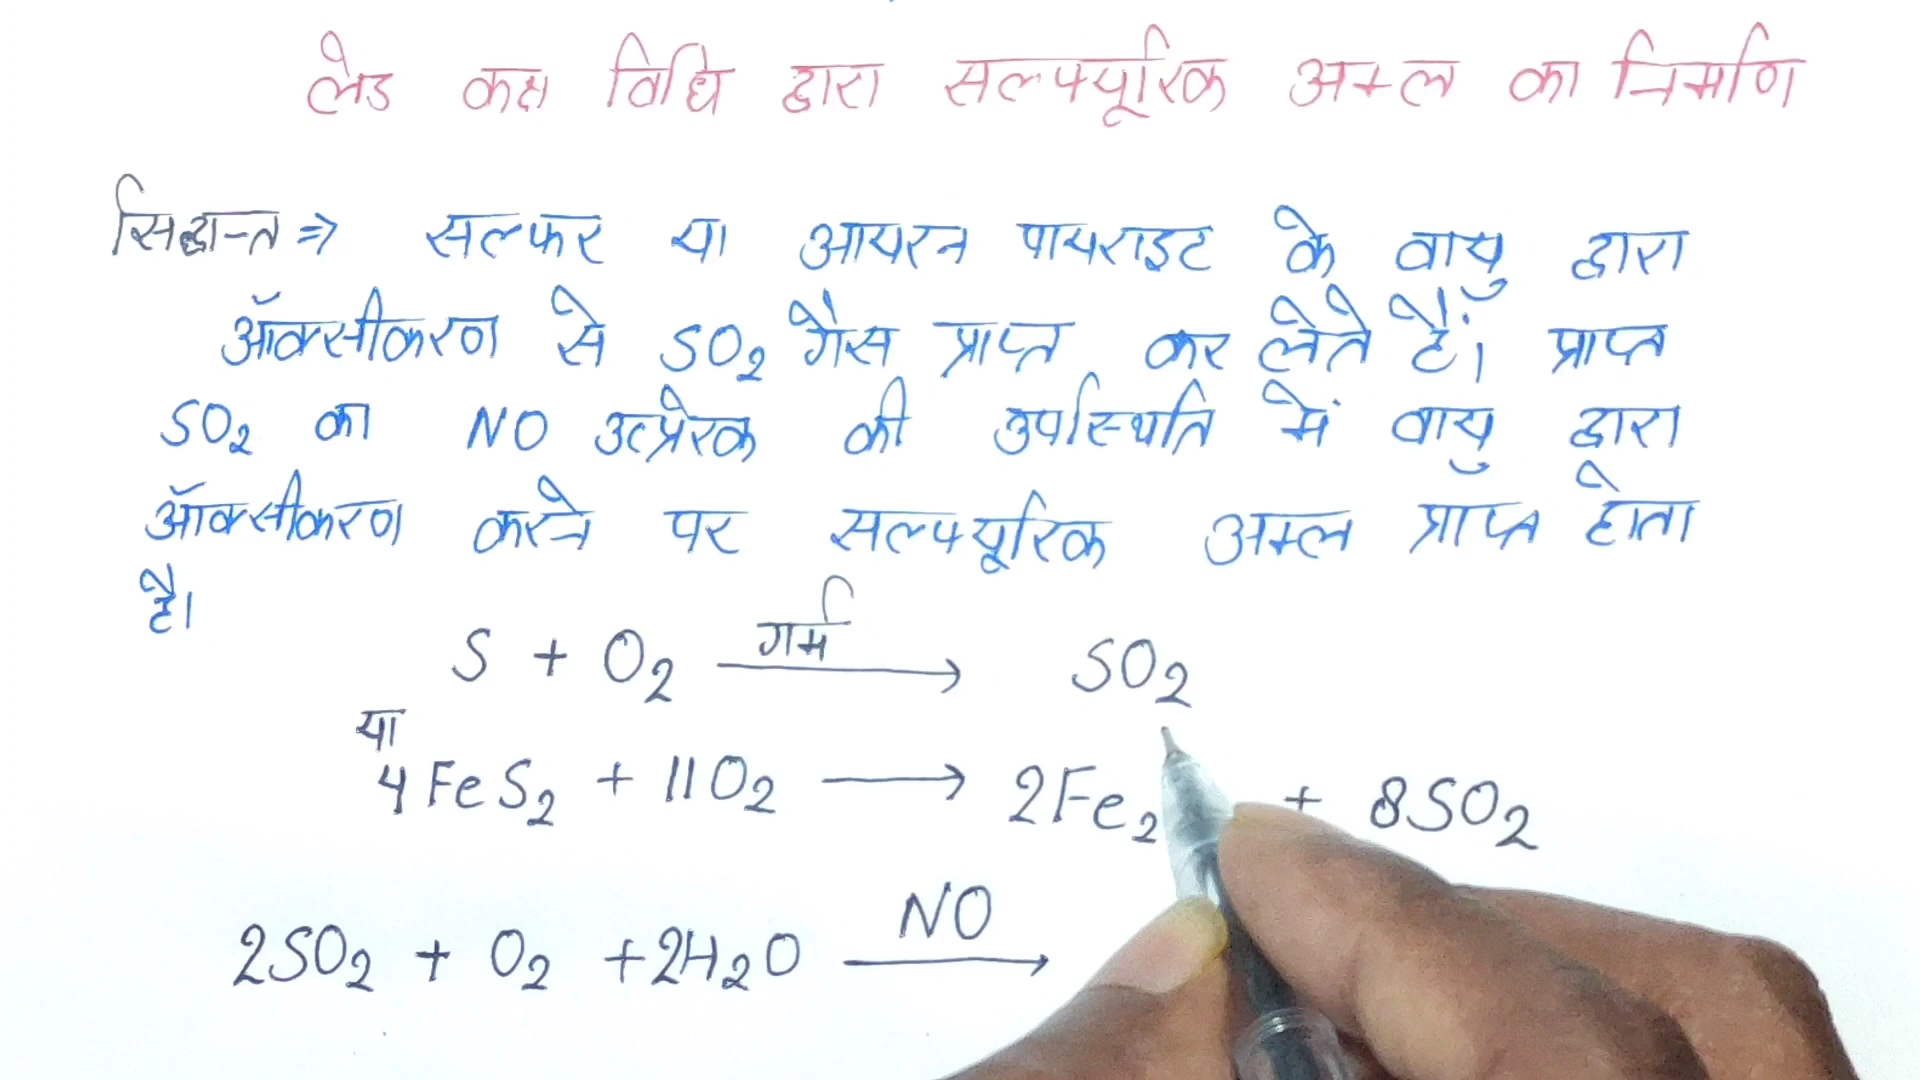 लेड कक्ष विधि द्वारा सल्फ्यूरिक अम्ल का निर्माण
सिद्धान्त ⇒ सल्फर या आयरन पायराइट के वायु द्वारा
ऑक्सीकरण से SO₂ गैस प्राप्त कर लेते हैं। प्राप्त
SO₂ का NO उत्प्रेरक की उपस्थिति में वायु द्वारा
ऑक्सीकरण करने पर सल्फ्यूरिक अम्ल प्राप्त होता
है।
गर्म
S + O₂ ⟶ SO₂
या
4FeS₂ + 11O₂ ⟶ 2Fe₂ + 8SO₂
NO
2SO₂ + O₂ + 2H₂O ⟶